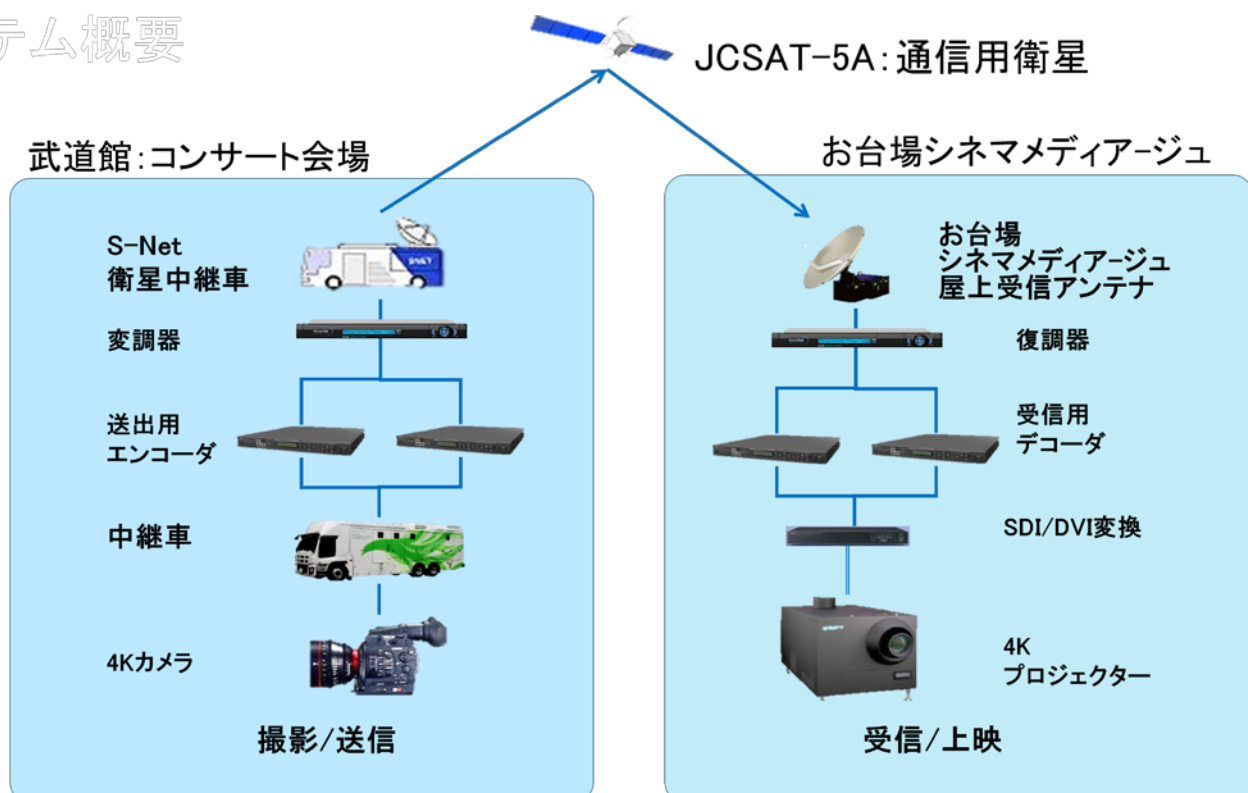 テム概要
JCSAT-5A：通信用衛星
武道館：コンサート会場
お台場シネマメディアージュ
S-Net
衛星中継車
S-NET
お台場
シネマメディアージュ
屋上受信アンテナ
変調器
復調器
送出用
エンコーダ
受信用
デコーダ
中継車
SDI/DVI変換
4Kカメラ
4K
プロジェクター
撮影/送信
受信/上映